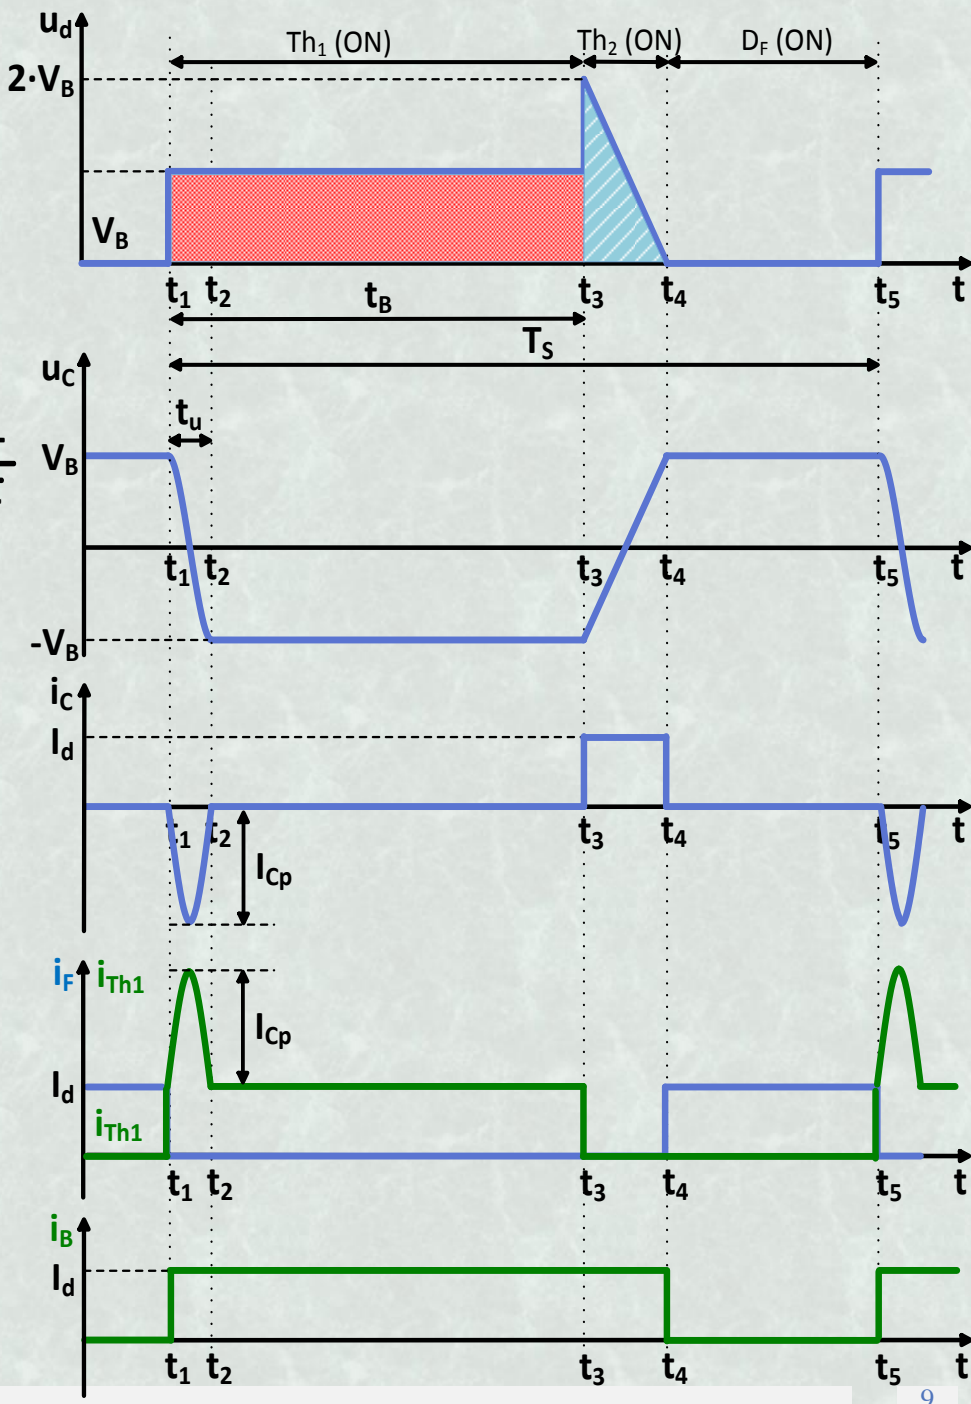 u_d
Th₁ (ON) Th₂ (ON) D_F (ON)
2·V_B
V_B
t₁ t₂ t_B t₃ t₄ t₅ t
T_S
u_C
t_u
V_B
t₁ t₂ t₃ t₄ t₅ t
-V_B
i_C
I_d
t₁ t₂ t₃ t₄ t₅ t
I_Cp
i_F i_Th1
I_Cp
I_d
i_Th1
t₁ t₂ t₃ t₄ t₅ t
i_B
I_d
t₁ t₂ t₃ t₄ t₅ t
9